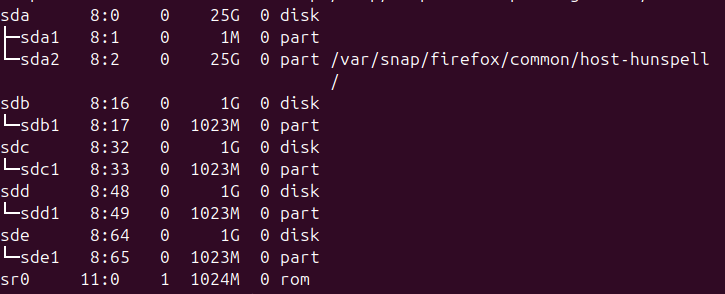 sda 8:0 0 25G 0 disk
├─sda1 8:1 0 1M 0 part
└─sda2 8:2 0 25G 0 part /var/snap/firefox/common/host-hunspell
/
sdb 8:16 0 1G 0 disk
└─sdb1 8:17 0 1023M 0 part
sdc 8:32 0 1G 0 disk
└─sdc1 8:33 0 1023M 0 part
sdd 8:48 0 1G 0 disk
└─sdd1 8:49 0 1023M 0 part
sde 8:64 0 1G 0 disk
└─sde1 8:65 0 1023M 0 part
sr0 11:0 1 1024M 0 rom